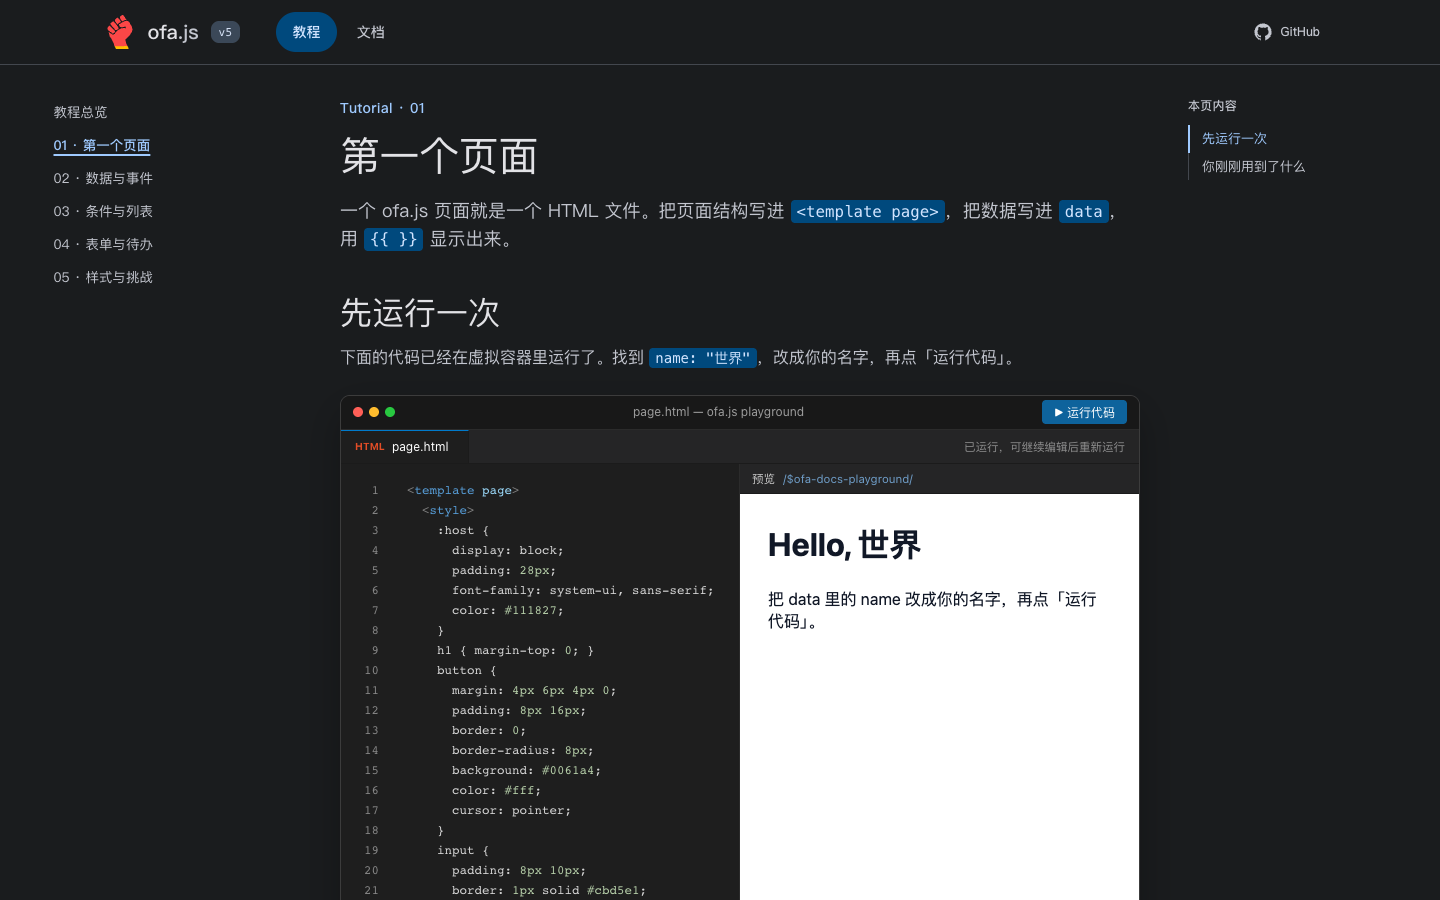 ofa.js v5 教程 文档 GitHub
教程总览
01 · 第一个页面
02 · 数据与事件
03 · 条件与列表
04 · 表单与待办
05 · 样式与挑战
Tutorial · 01
第一个页面
一个 ofa.js 页面就是一个 HTML 文件。把页面结构写进 <template page>，把数据写进 data，
用 {{ }} 显示出来。
先运行一次
下面的代码已经在虚拟容器里运行了。找到 name: "世界"，改成你的名字，再点「运行代码」。
page.html — ofa.js playground
▶ 运行代码
HTML page.html
已运行，可继续编辑后重新运行
1 <template page>
2 <style>
3 :host {
4 display: block;
5 padding: 28px;
6 font-family: system-ui, sans-serif;
7 color: #111827;
8 }
9 h1 { margin-top: 0; }
10 button {
11 margin: 4px 6px 4px 0;
12 padding: 8px 16px;
13 border: 0;
14 border-radius: 8px;
15 background: #0061a4;
16 color: #fff;
17 cursor: pointer;
18 }
19 input {
20 padding: 8px 10px;
21 border: 1px solid #cbd5e1;
预览 /$ofa-docs-playground/
Hello, 世界
把 data 里的 name 改成你的名字，再点「运行
代码」。
本页内容
先运行一次
你刚刚用到了什么